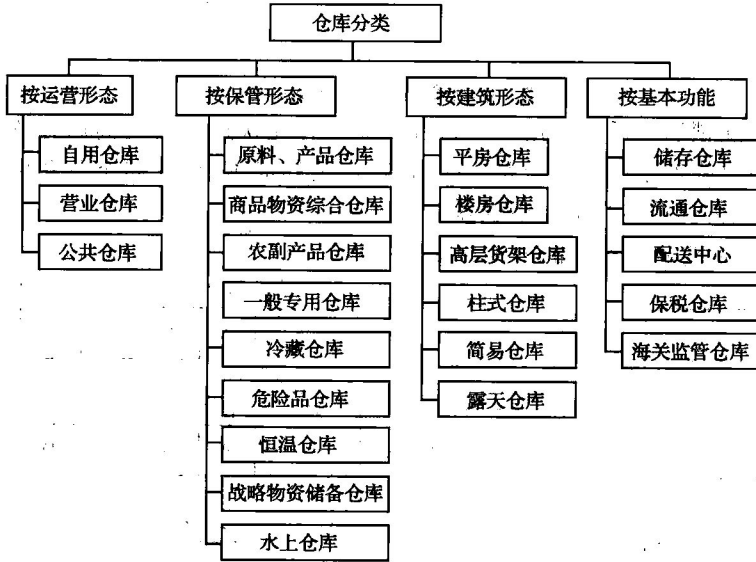 仓库分类
按运营形态
自用仓库
营业仓库
公共仓库
按保管形态
原料、产品仓库
商品物资综合仓库
农副产品仓库
一般专用仓库
冷藏仓库
危险品仓库
恒温仓库
战略物资储备仓库
水上仓库
按建筑形态
平房仓库
楼房仓库
高层货架仓库
柱式仓库
简易仓库
露天仓库
按基本功能
储存仓库
流通仓库
配送中心
保税仓库
海关监管仓库